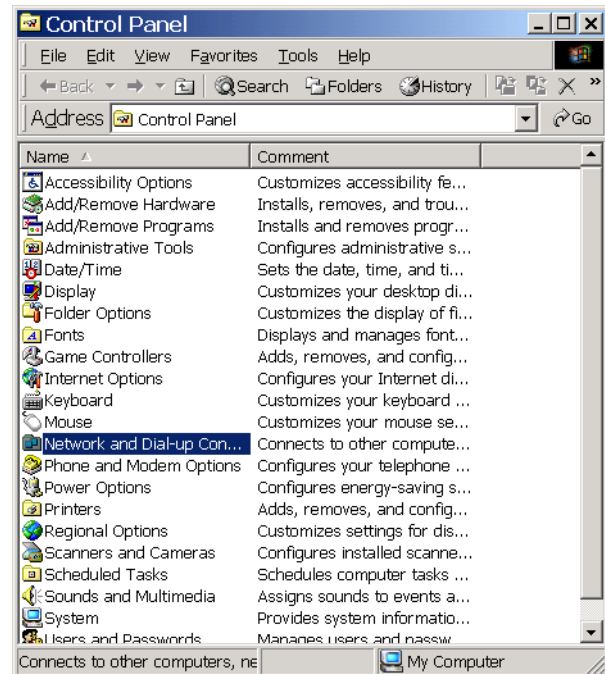 Control Panel
File Edit View Favorites Tools Help
Back Search Folders History »
Address Control Panel Go
Name Comment
Accessibility Options Customizes accessibility fe...
Add/Remove Hardware Installs, removes, and trou...
Add/Remove Programs Installs and removes progr...
Administrative Tools Configures administrative s...
Date/Time Sets the date, time, and ti...
Display Customizes your desktop di...
Folder Options Customizes the display of fi...
Fonts Displays and manages font...
Game Controllers Adds, removes, and config...
Internet Options Configures your Internet di...
Keyboard Customizes your keyboard ...
Mouse Customizes your mouse se...
Network and Dial-up Con... Connects to other compute...
Phone and Modem Options Configures your telephone ...
Power Options Configures energy-saving s...
Printers Adds, removes, and config...
Regional Options Customizes settings for dis...
Scanners and Cameras Configures installed scanne...
Scheduled Tasks Schedules computer tasks ...
Sounds and Multimedia Assigns sounds to events a...
System Provides system informatio...
Users and Passwords Manages users and passw...
Connects to other computers, ne My Computer